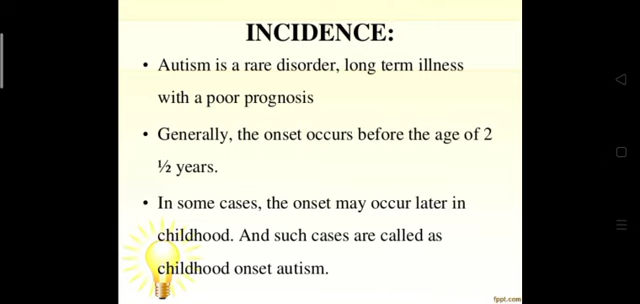 INCIDENCE:
• Autism is a rare disorder, long term illness
with a poor prognosis
• Generally, the onset occurs before the age of 2
½ years.
• In some cases, the onset may occur later in
childhood. And such cases are called as
childhood onset autism.
fppt.com